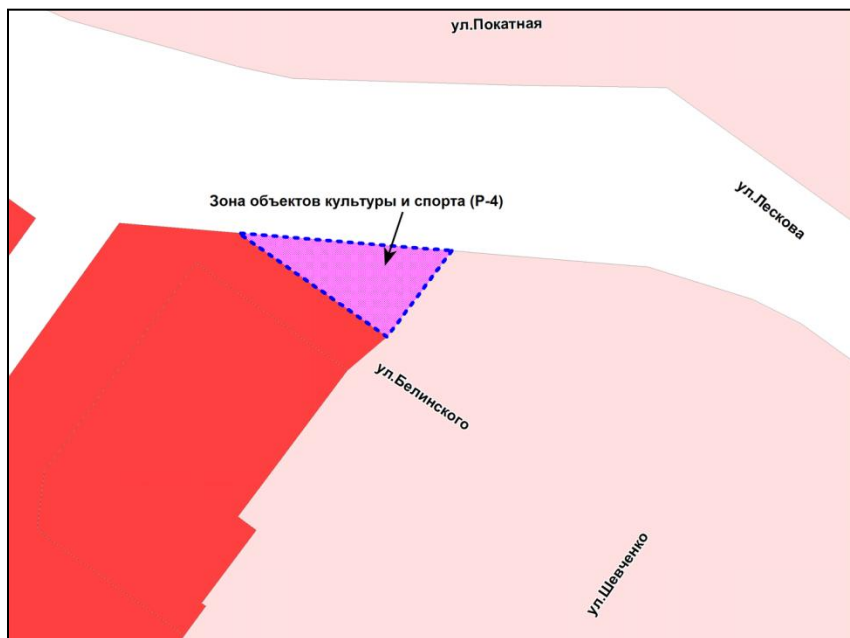 ул.Покатная
ул.Лескова
Зона объектов культуры и спорта (Р-4)
ул.Белинского
ул.Шевченко